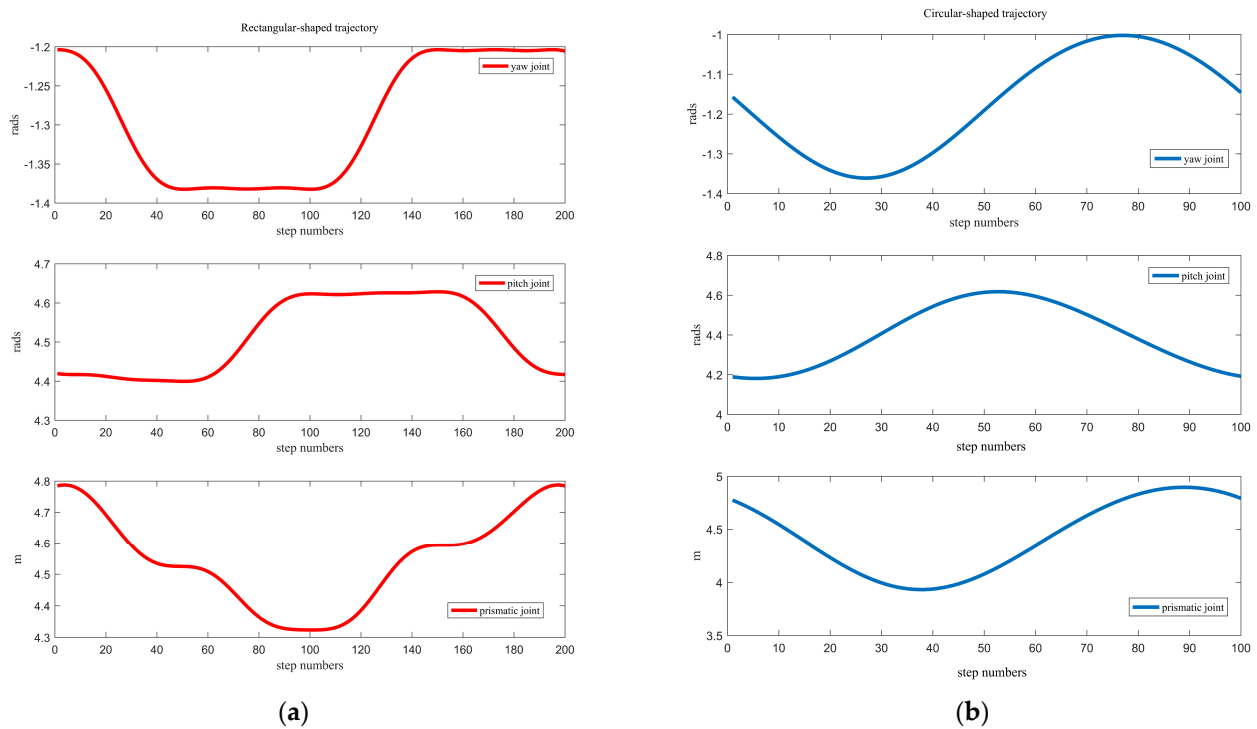 Rectangular-shaped trajectory
-1.2
-1.25
-1.3
-1.35
-1.4
rads
yaw joint
0 20 40 60 80 100 120 140 160 180 200
step numbers
4.7
4.6
4.5
4.4
4.3
rads
pitch joint
0 20 40 60 80 100 120 140 160 180 200
step numbers
4.8
4.7
4.6
4.5
4.4
4.3
m
prismatic joint
0 20 40 60 80 100 120 140 160 180 200
step numbers
(a)
Circular-shaped trajectory
-1
-1.1
-1.2
-1.3
-1.4
rads
yaw joint
0 10 20 30 40 50 60 70 80 90 100
step numbers
4.8
4.6
4.4
4.2
4
rads
pitch joint
0 10 20 30 40 50 60 70 80 90 100
step numbers
5
4.5
4
3.5
m
prismatic joint
0 10 20 30 40 50 60 70 80 90 100
step numbers
(b)